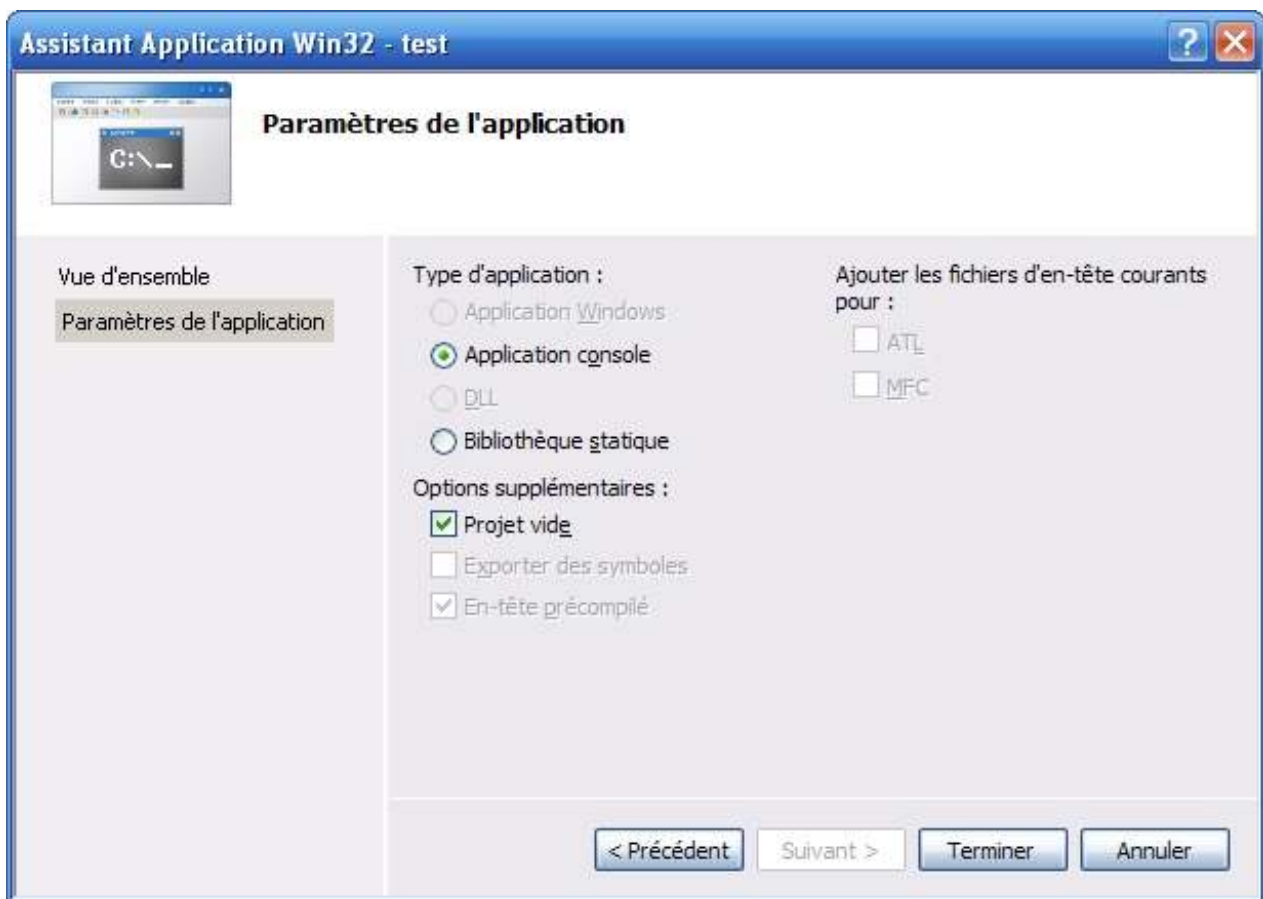 Assistant Application Win32 - test
C:\_
Paramètres de l'application
Vue d'ensemble
Paramètres de l'application
Type d'application :
Application Windows
Application console
DLL
Bibliothèque statique
Options supplémentaires :
Projet vide
Exporter des symboles
En-tête précompilé
Ajouter les fichiers d'en-tête courants
pour :
ATL
MFC
< Précédent
Suivant >
Terminer
Annuler